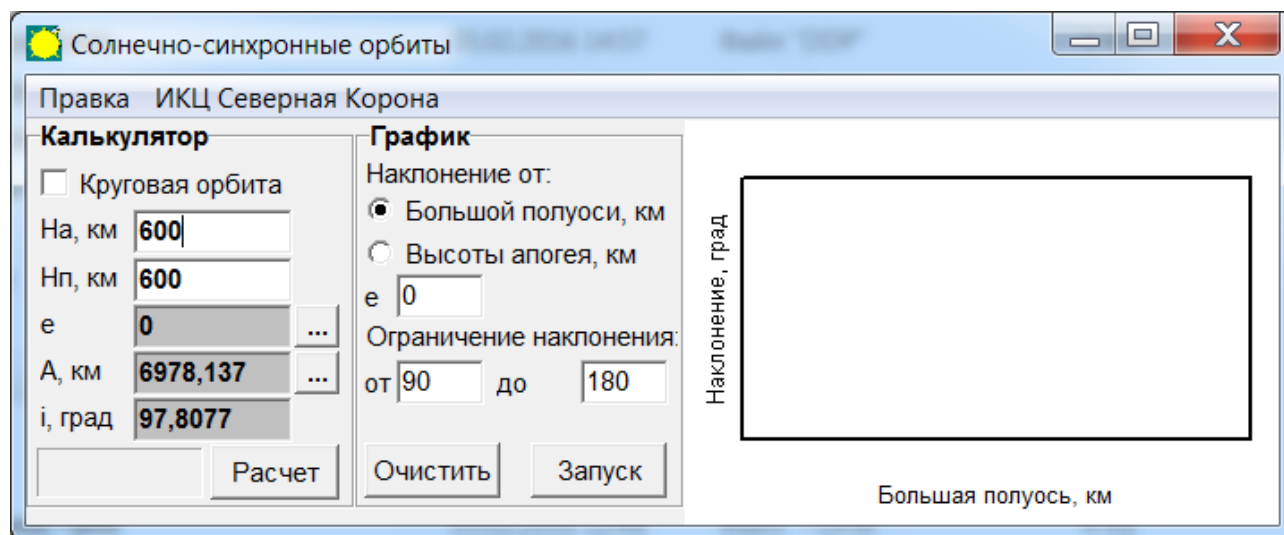 Солнечно-синхронные орбиты
Правка ИКЦ Северная Корона
Калькулятор
Круговая орбита
На, км 600
Нп, км 600
е 0 ...
А, км 6978,137 ...
i, град 97,8077
Расчет
График
Наклонение от:
Большой полуоси, км
Высоты апогея, км
е 0
Ограничение наклонения:
от 90 до 180
Очистить Запуск
Наклонение, град
Большая полуось, км